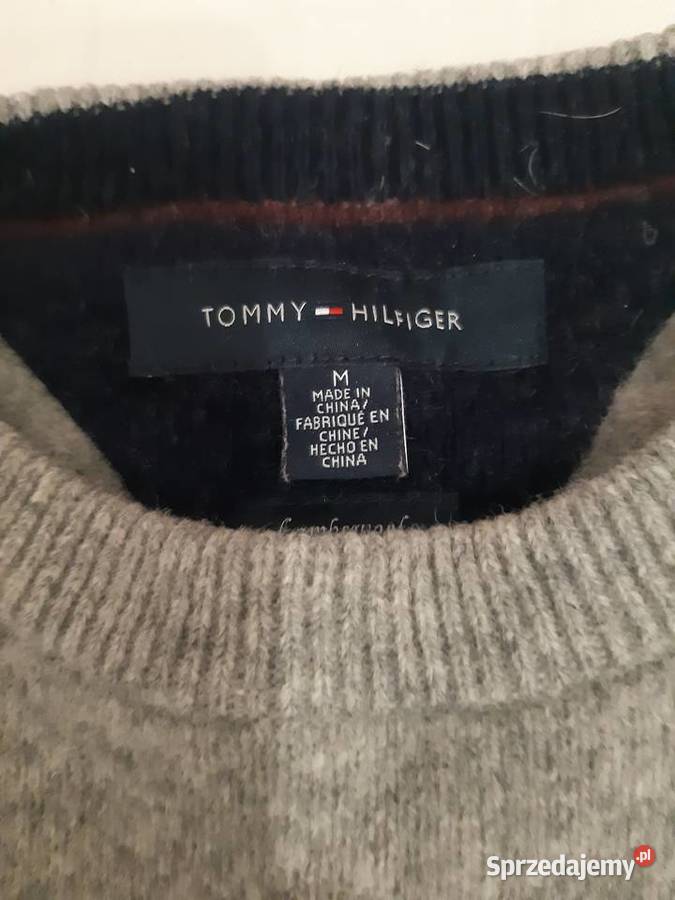 TOMMY HILFIGER
M
MADE IN
CHINA/
FABRIQUÉ EN
CHINE/
HECHO EN
CHINA
Sprzedajemy.pl